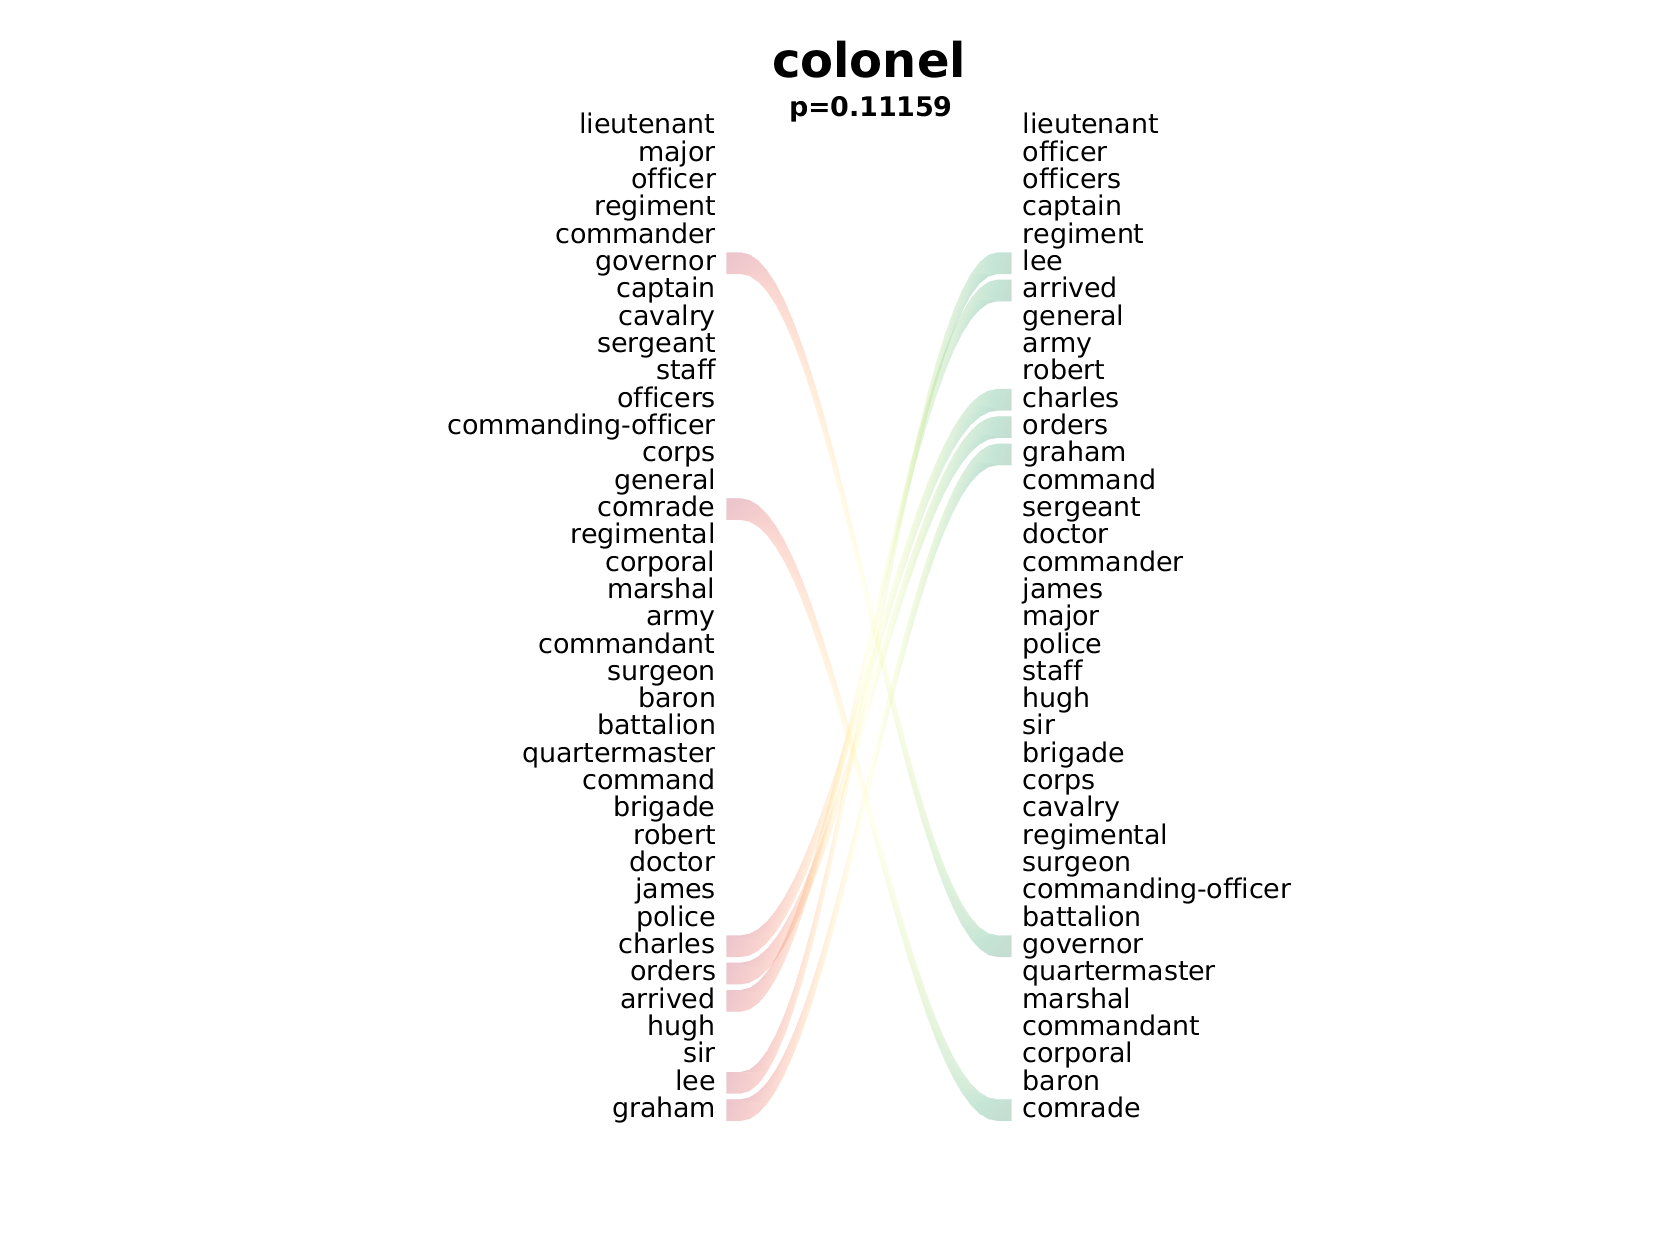 colonel
p=0.11159
lieutenant lieutenant
major officer
officer officers
regiment captain
commander regiment
governor lee
captain arrived
cavalry general
sergeant army
staff robert
officers charles
commanding-officer orders
corps graham
general command
comrade sergeant
regimental doctor
corporal commander
marshal james
army major
commandant police
surgeon staff
baron hugh
battalion sir
quartermaster brigade
command corps
brigade cavalry
robert regimental
doctor surgeon
james commanding-officer
police battalion
charles governor
orders quartermaster
arrived marshal
hugh commandant
sir corporal
lee baron
graham comrade